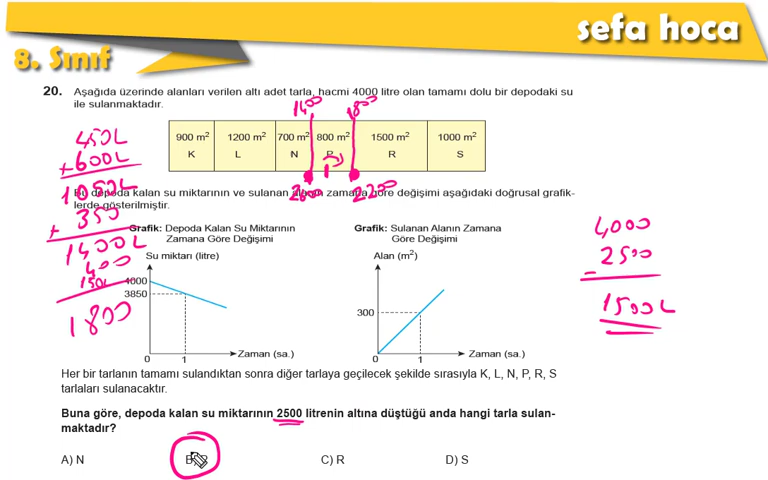 sefa hoca
8. Sınıf
20. Aşağıda üzerinde alanları verilen altı adet tarla, hacmi 4000 litre olan tamamı dolu bir depodaki su
ile sulanmaktadır.
1400 1800
450L
+600L
1050L
+ 350
1400L
400
150L
1800
900 m² 1200 m² 700 m² 800 m² 1500 m² 1000 m²
K L N P R S
2600 2200
depoda kalan su miktarının ve sulanan alanın zamana göre değişimi aşağıdaki doğrusal grafik-
lerde gösterilmiştir.
4000
- 2500
1500L
Grafik: Depoda Kalan Su Miktarının
Zamana Göre Değişimi
Su miktarı (litre)
4000
3850
0 1 Zaman (sa.)
Grafik: Sulanan Alanın Zamana
Göre Değişimi
Alan (m²)
300
0 1 Zaman (sa.)
Her bir tarlanın tamamı sulandıktan sonra diğer tarlaya geçilecek şekilde sırasıyla K, L, N, P, R, S
tarlaları sulanacaktır.
Buna göre, depoda kalan su miktarının 2500 litrenin altına düştüğü anda hangi tarla sulan-
maktadır?
A) N C) R D) S